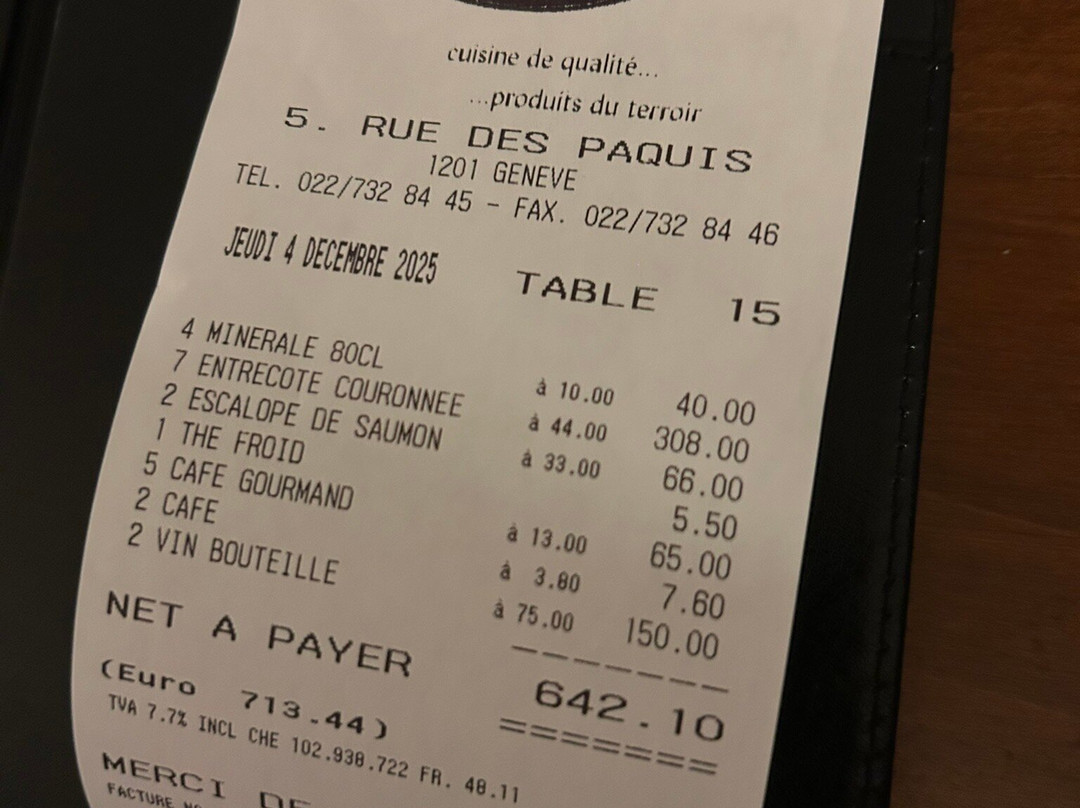 cuisine de qualité...
...produits du terroir
5. RUE DES PAQUIS
1201 GENEVE
TEL. 022/732 84 45 - FAX. 022/732 84 46
JEUDI 4 DECEMBRE 2025 TABLE 15
4 MINERALE 80CL à 10.00 40.00
7 ENTRECOTE COURONNEE à 44.00 308.00
2 ESCALOPE DE SAUMON à 33.00 66.00
1 THE FROID 5.50
5 CAFE GOURMAND à 13.00 65.00
2 CAFE à 3.80 7.60
2 VIN BOUTEILLE à 75.00 150.00
NET A PAYER 642.10
(Euro 713.44)
TVA 7.7% INCL CHE 102.938.722 FR. 48.11
MERCI DE
FACTURE